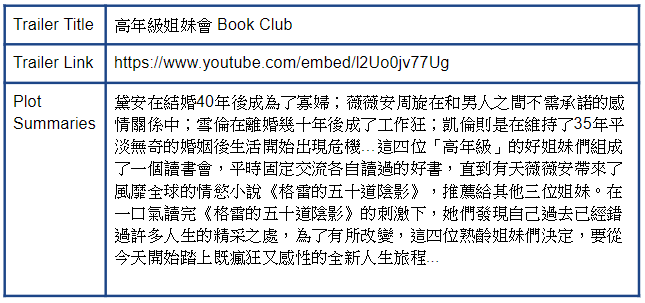 Trailer Title
高年級姐妹會 Book Club
Trailer Link
https://www.youtube.com/embed/l2Uo0jv77Ug
Plot
Summaries
黛安在結婚40年後成為了寡婦；薇薇安周旋在和男人之間不需承諾的感
情關係中；雪倫在離婚幾十年後成了工作狂；凱倫則是在維持了35年平
淡無奇的婚姻後生活開始出現危機...這四位「高年級」的好姐妹們組成
了一個讀書會，平時固定交流各自讀過的好書，直到有天薇薇安帶來了
風靡全球的情慾小說《格雷的五十道陰影》，推薦給其他三位姐妹。在
一口氣讀完《格雷的五十道陰影》的刺激下，她們發現自己過去已經錯
過許多人生的精采之處，為了有所改變，這四位熟齡姐妹們決定，要從
今天開始踏上既瘋狂又感性的全新人生旅程...